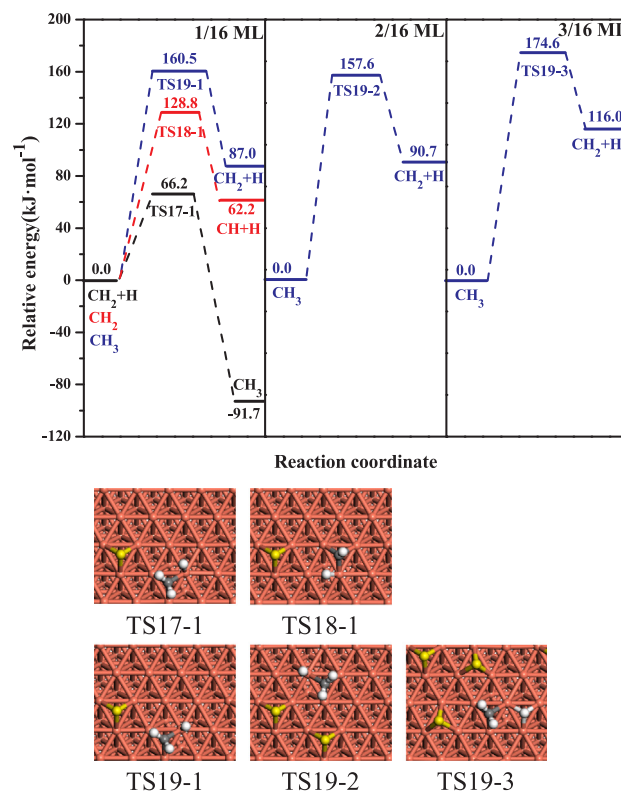 1/16 ML
2/16 ML
3/16 ML
Relative energy(kJ·mol⁻¹)
200
160
120
80
40
0
-40
-80
-120
160.5
TS19-1
128.8
TS18-1
87.0
CH₂+H
66.2
TS17-1
62.2
CH+H
0.0
CH₂+H
CH₂
CH₃
CH₃
-91.7
157.6
TS19-2
90.7
CH₂+H
0.0
CH₃
174.6
TS19-3
116.0
CH₂+H
0.0
CH₃
Reaction coordinate
TS17-1
TS18-1
TS19-1
TS19-2
TS19-3